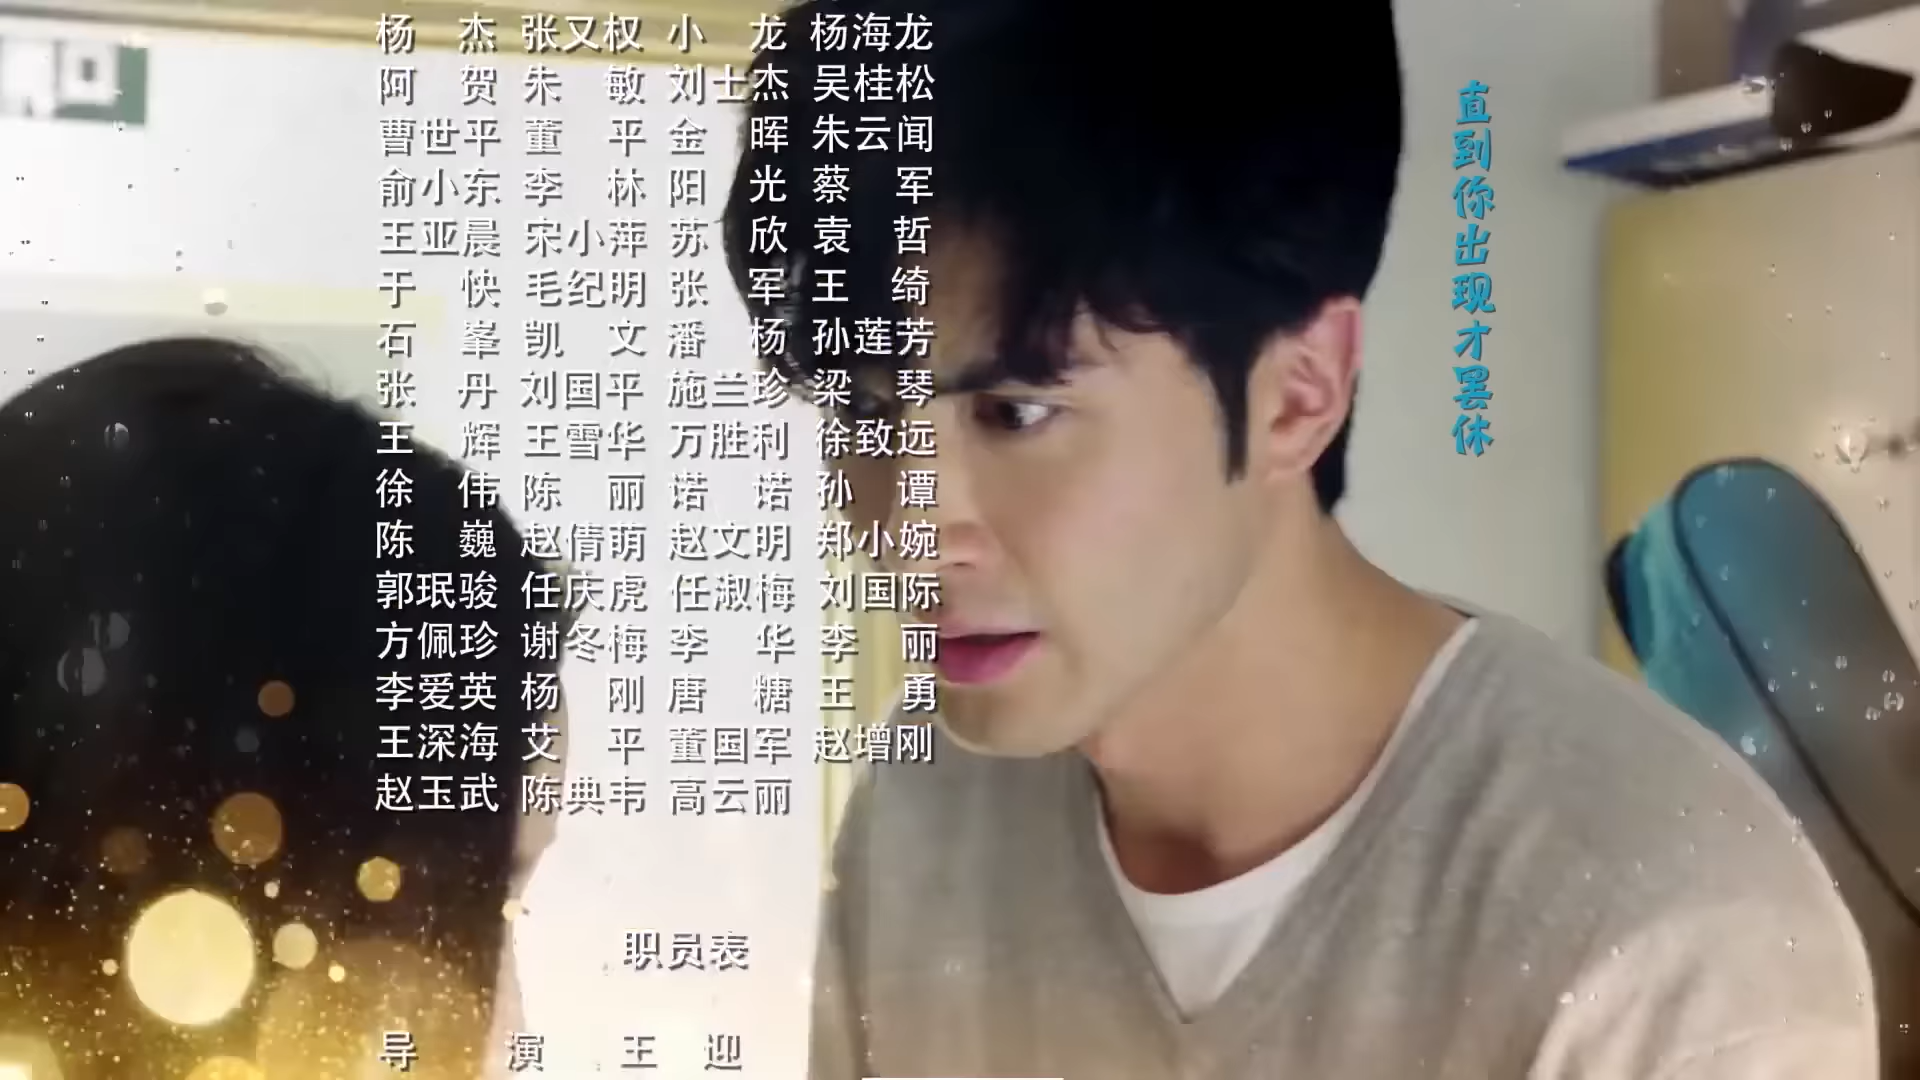 杨 杰 张又权 小 龙 杨海龙
阿 贺 朱 敏 刘士杰 吴桂松
曹世平 董 平 金 晖 朱云闻
俞小东 李 林 阳 光 蔡 军
王亚晨 宋小萍 苏 欣 袁 哲
于 快 毛纪明 张 军 王 绮
石 峯 凯 文 潘 杨 孙莲芳
张 丹 刘国平 施兰珍 梁 琴
王 辉 王雪华 万胜利 徐致远
徐 伟 陈 丽 诺 诺 孙 谭
陈 巍 赵倩萌 赵文明 郑小婉
郭珉骏 任庆虎 任淑梅 刘国际
方佩珍 谢冬梅 李 华 李 丽
李爱英 杨 刚 唐 糖 王 勇
王深海 艾 平 董国军 赵增刚
赵玉武 陈典韦 高云丽
职员表
导 演 王 迎
直到你出现才罢休